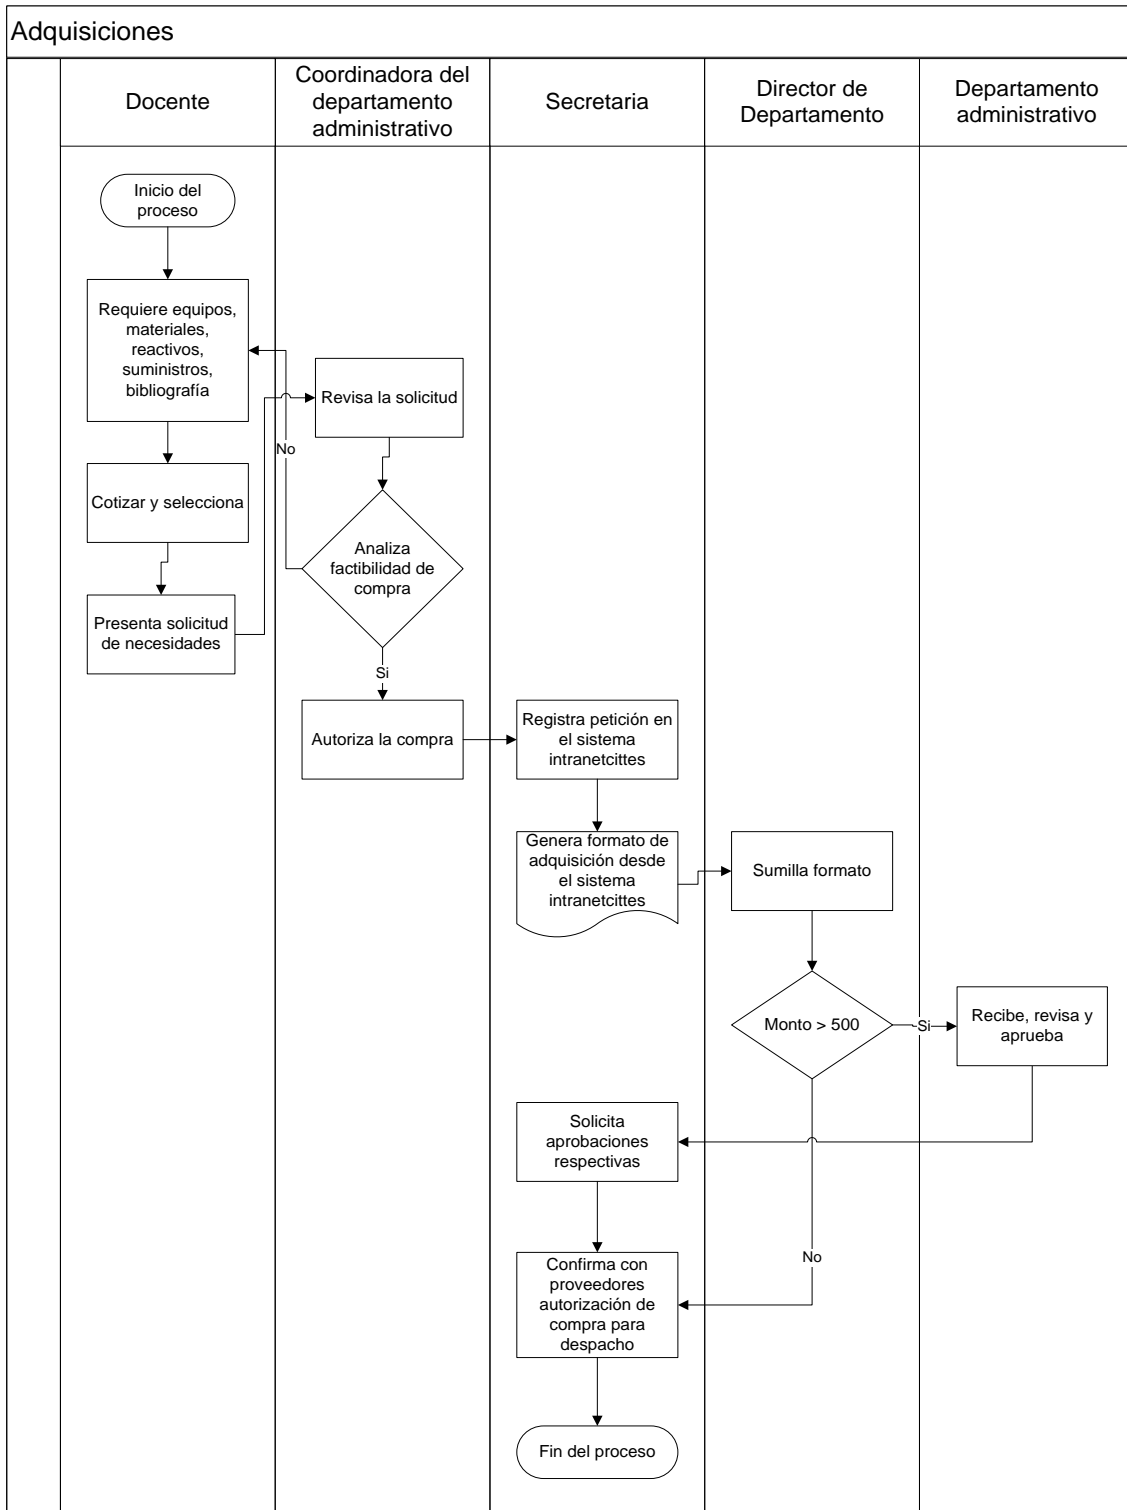 Adquisiciones
Docente
Coordinadora del
departamento
administrativo
Secretaria
Director de
Departamento
Departamento
administrativo
Inicio del
proceso
Requiere equipos,
materiales,
reactivos,
suministros,
bibliografía
Revisa la solicitud
No
Cotizar y selecciona
Analiza
factibilidad de
compra
Presenta solicitud
de necesidades
Si
Autoriza la compra
Registra petición en
el sistema
intranetcittes
Genera formato de
adquisición desde
el sistema
intranetcittes
Sumilla formato
Monto > 500
Si
Recibe, revisa y
aprueba
Solicita
aprobaciones
respectivas
No
Confirma con
proveedores
autorización de
compra para
despacho
Fin del proceso